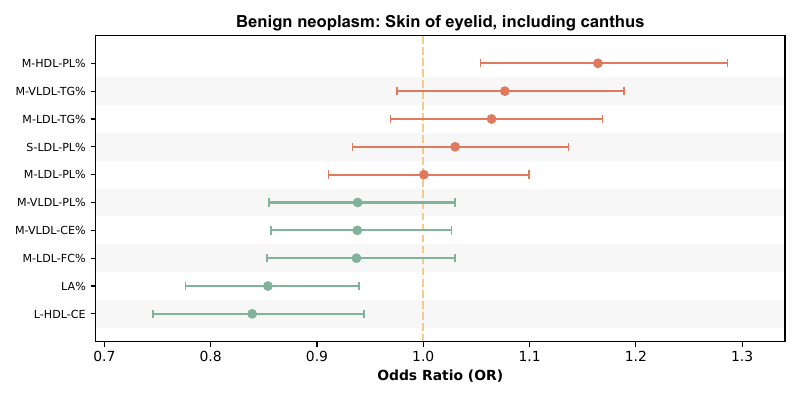 Benign neoplasm: Skin of eyelid, including canthus
M-HDL-PL%
M-VLDL-TG%
M-LDL-TG%
S-LDL-PL%
M-LDL-PL%
M-VLDL-PL%
M-VLDL-CE%
M-LDL-FC%
LA%
L-HDL-CE
0.7 0.8 0.9 1.0 1.1 1.2 1.3
Odds Ratio (OR)